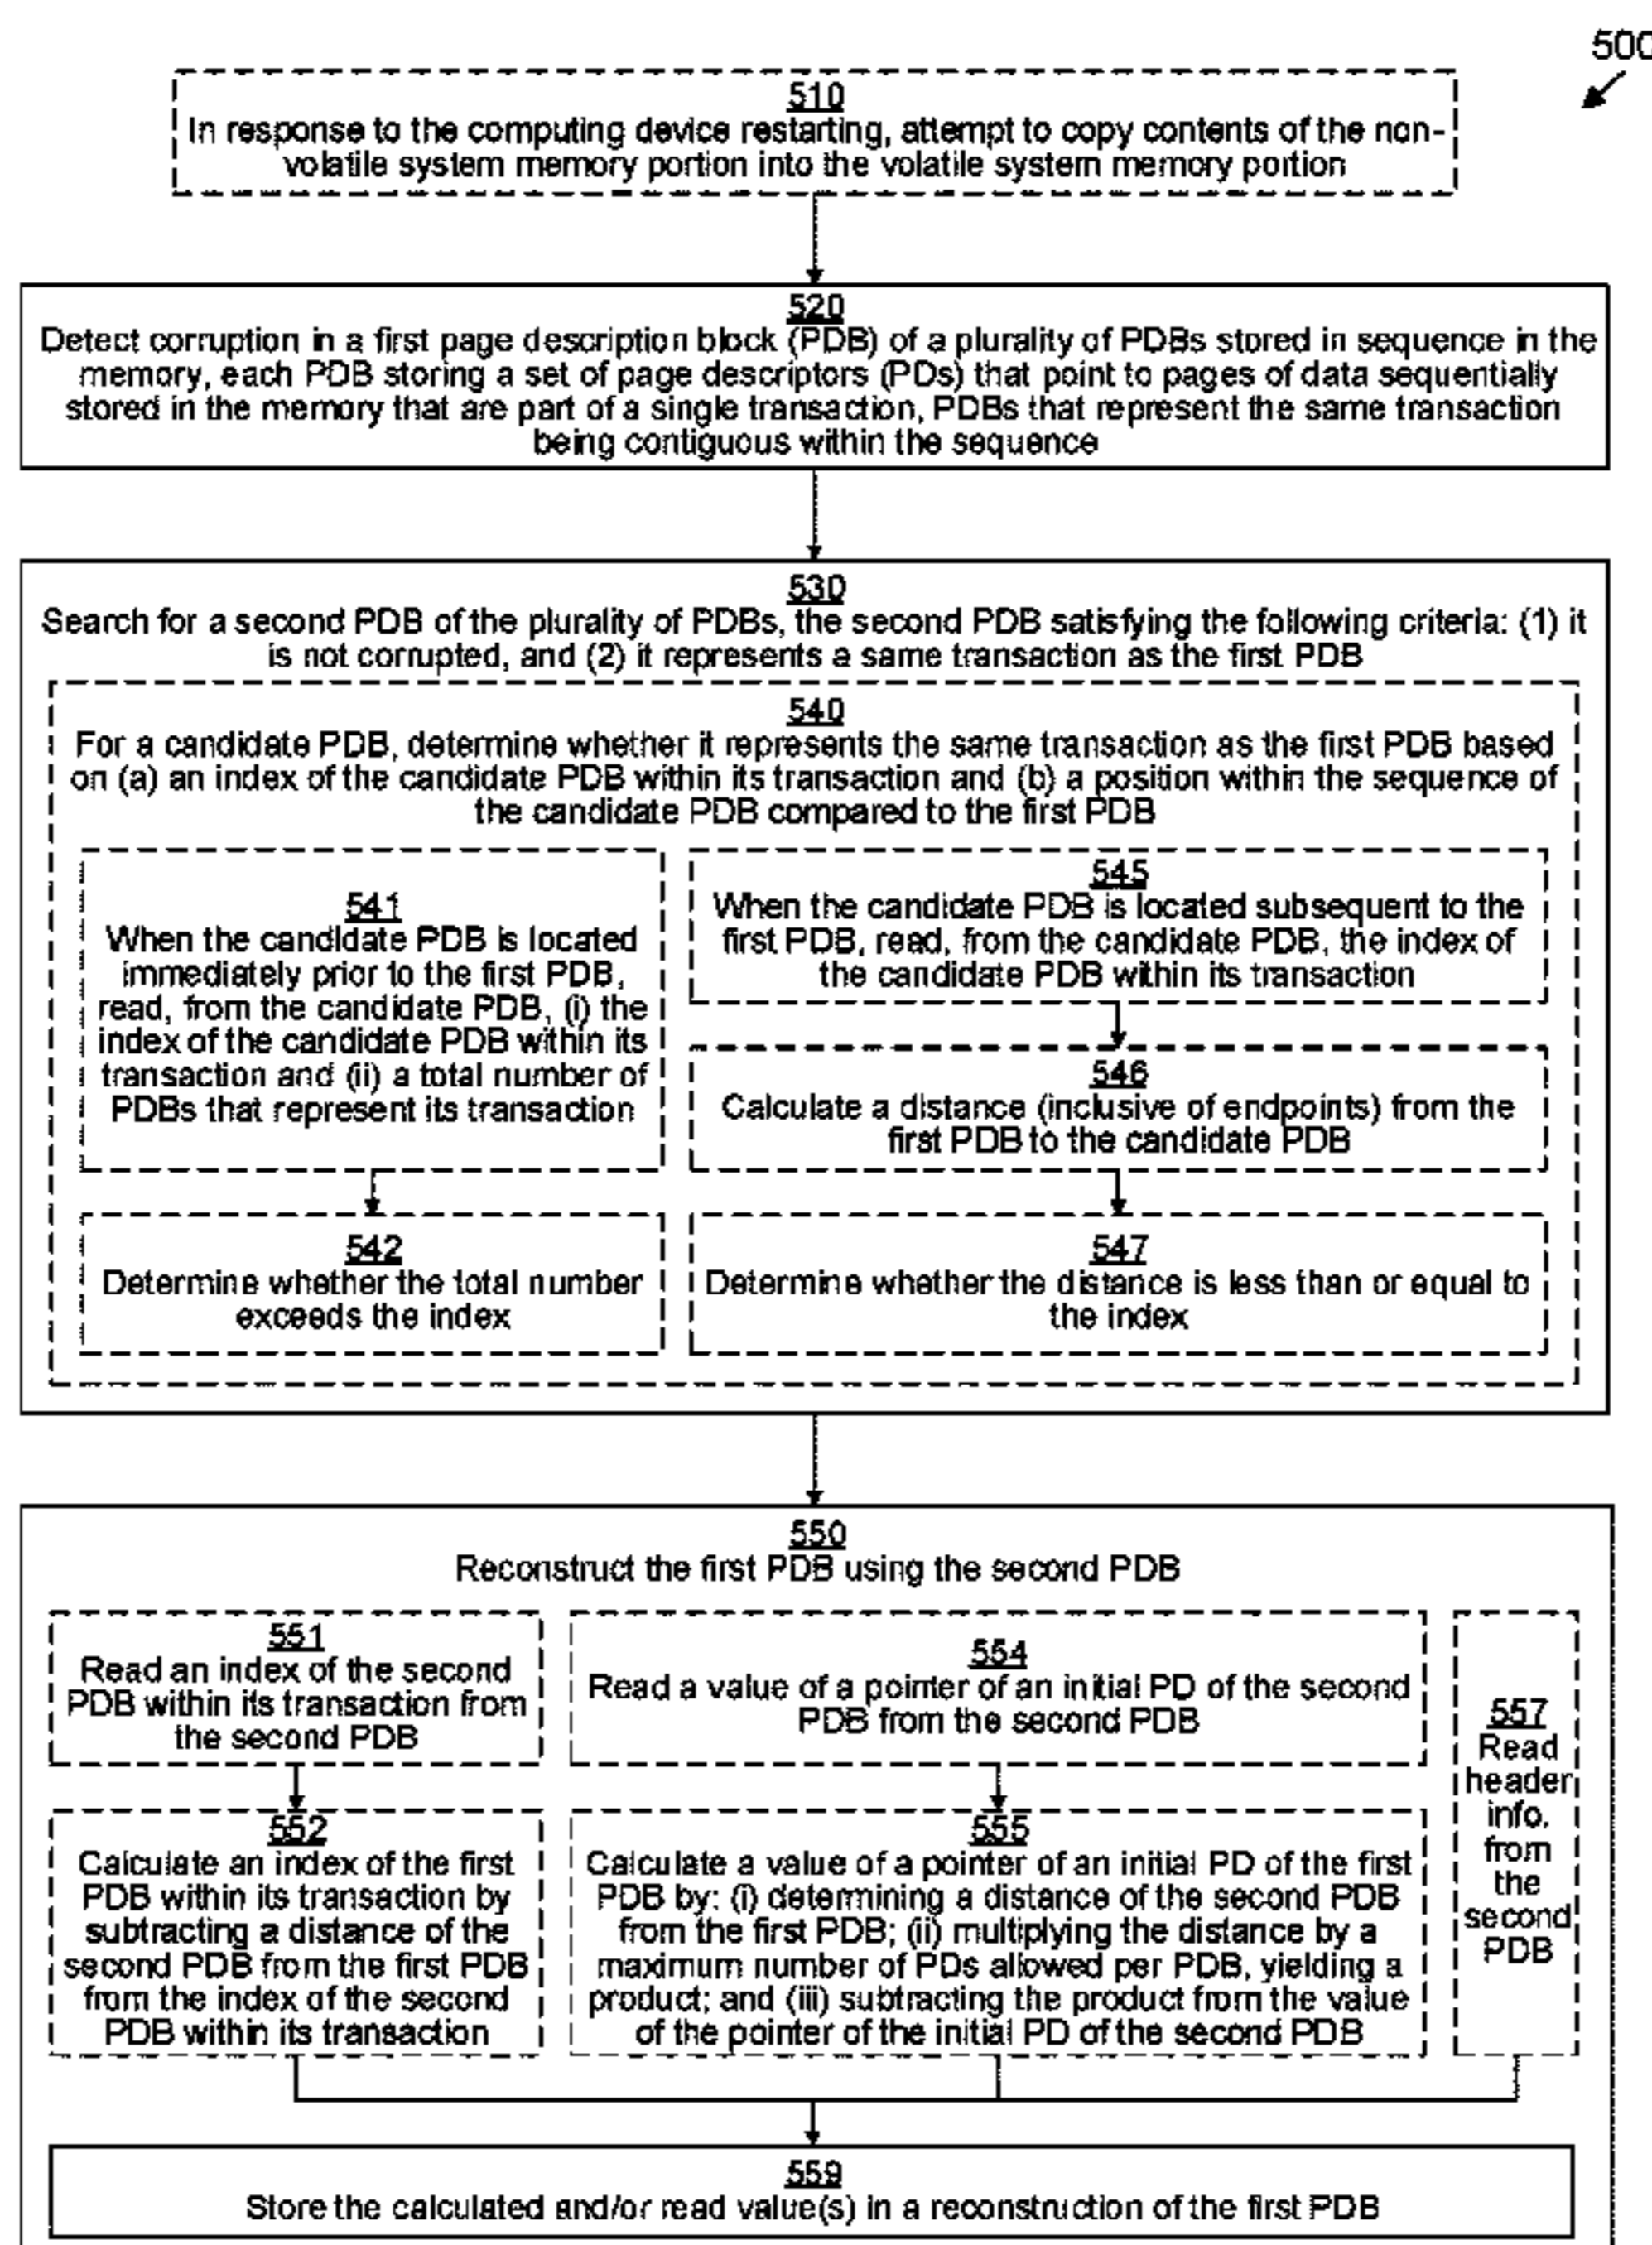 500
510
In response to the computing device restarting, attempt to copy contents of the non-
volatile system memory portion into the volatile system memory portion
520
Detect corruption in a first page description block (PDB) of a plurality of PDBs stored in sequence in the
memory, each PDB storing a set of page descriptors (PDs) that point to pages of data sequentially
stored in the memory that are part of a single transaction, PDBs that represent the same transaction
being contiguous within the sequence
530
Search for a second PDB of the plurality of PDBs, the second PDB satisfying the following criteria: (1) it
is not corrupted, and (2) it represents a same transaction as the first PDB
540
For a candidate PDB, determine whether it represents the same transaction as the first PDB based
on (a) an index of the candidate PDB within its transaction and (b) a position within the sequence of
the candidate PDB compared to the first PDB
541
When the candidate PDB is located
immediately prior to the first PDB,
read, from the candidate PDB, (i) the
index of the candidate PDB within its
transaction and (ii) a total number of
PDBs that represent its transaction
542
Determine whether the total number
exceeds the index
545
When the candidate PDB is located subsequent to the
first PDB, read, from the candidate PDB, the index of
the candidate PDB within its transaction
546
Calculate a distance (inclusive of endpoints) from the
first PDB to the candidate PDB
547
Determine whether the distance is less than or equal to
the index
550
Reconstruct the first PDB using the second PDB
551
Read an index of the second
PDB within its transaction from
the second PDB
552
Calculate an index of the first
PDB within its transaction by
subtracting a distance of the
second PDB from the first PDB
from the index of the second
PDB within its transaction
554
Read a value of a pointer of an initial PD of the second
PDB from the second PDB
555
Calculate a value of a pointer of an initial PD of the first
PDB by: (i) determining a distance of the second PDB
from the first PDB; (ii) multiplying the distance by a
maximum number of PDs allowed per PDB, yielding a
product; and (iii) subtracting the product from the value
of the pointer of the initial PD of the second PDB
557
Read
header
info.
from
the
second
PDB
559
Store the calculated and/or read value(s) in a reconstruction of the first PDB